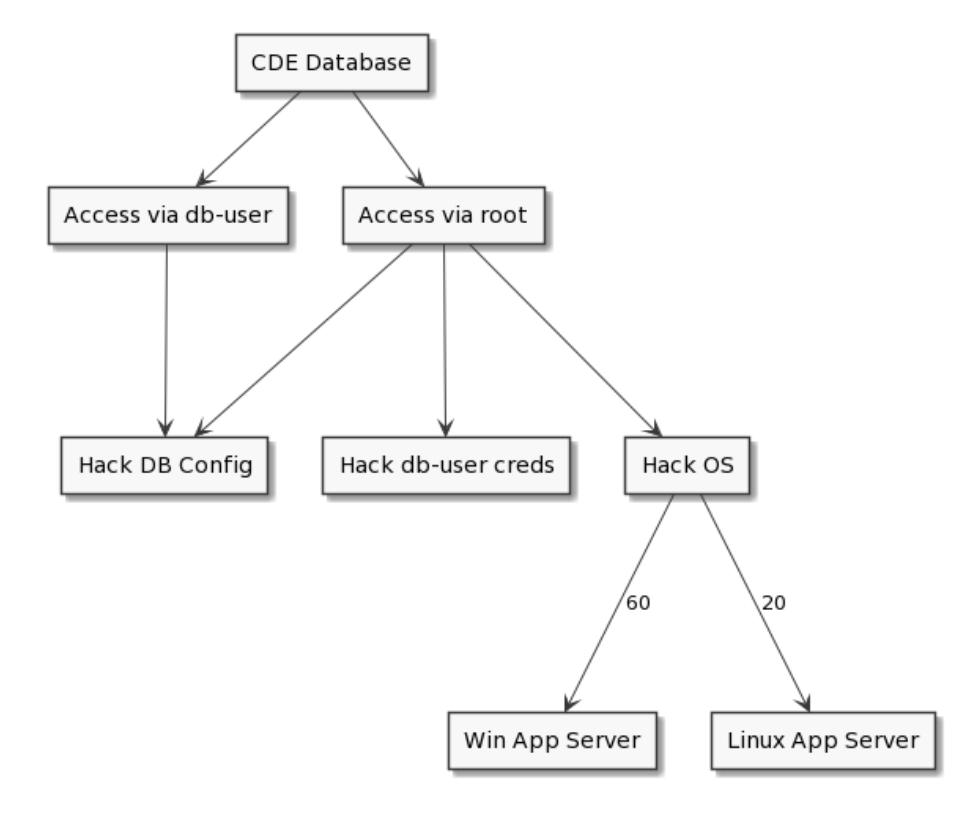 CDE Database
Access via db-user
Access via root
Hack DB Config
Hack db-user creds
Hack OS
60
20
Win App Server
Linux App Server